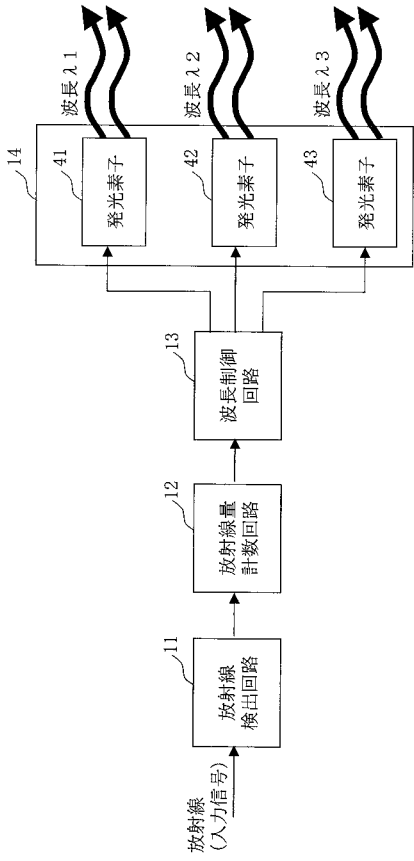 放射線
(入力信号)
11
放射線
検出回路
12
放射線量
計数回路
13
波長制御
回路
14
41
発光素子
波長λ1
42
発光素子
波長λ2
43
発光素子
波長λ3